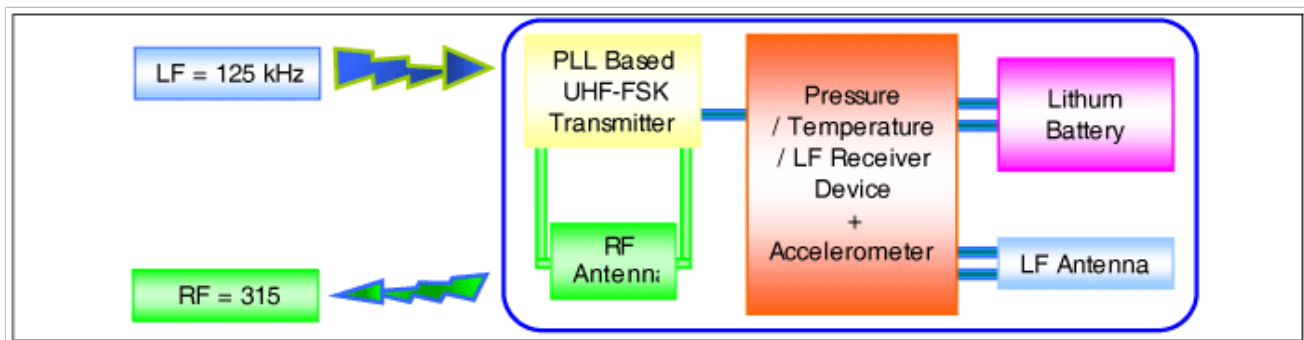 LF = 125 kHz
PLL Based
UHF-FSK
Transmitter
Pressure
/ Temperature
/ LF Receiver
Device
+
Accelerometer
Lithum
Battery
RF
Antenna
LF Antenna
RF = 315